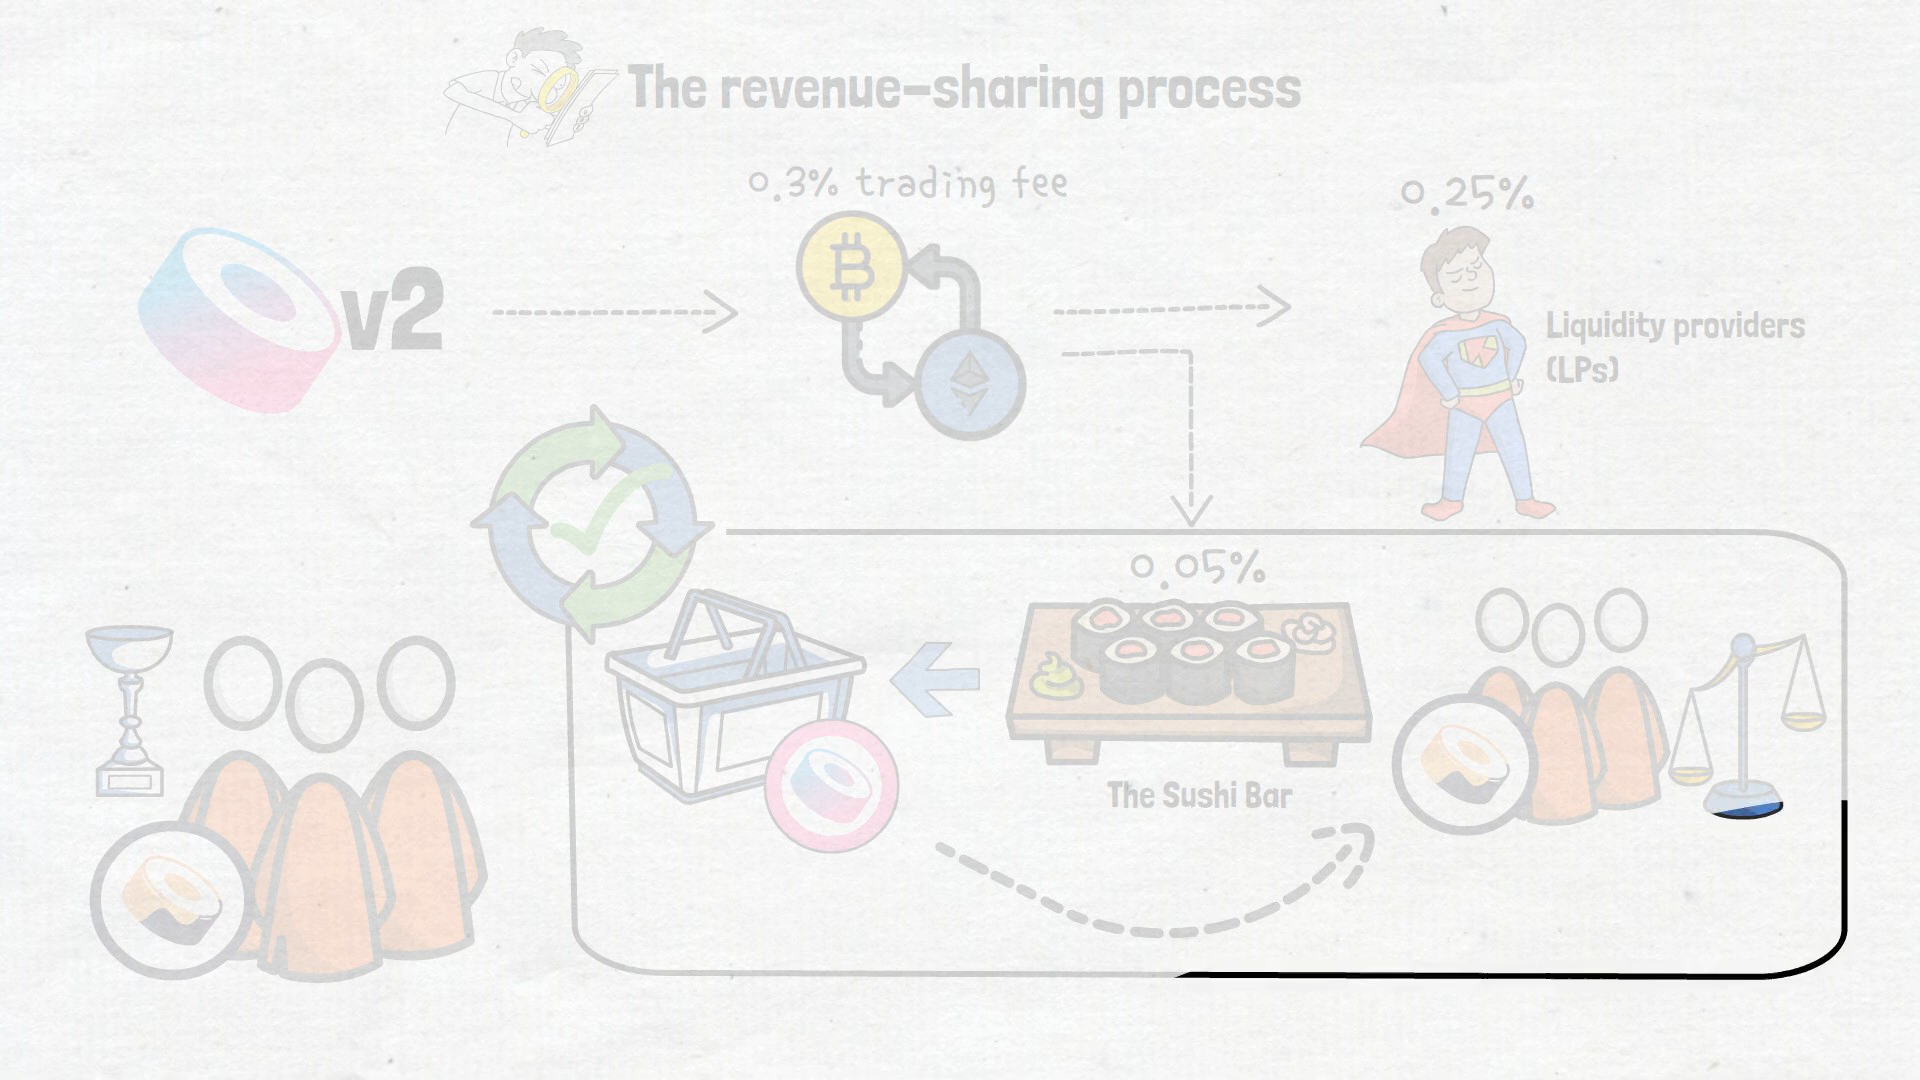 The revenue-sharing process
0.3% trading fee
0.25%
v2
Liquidity providers
(LPs)
0.05%
The Sushi Bar